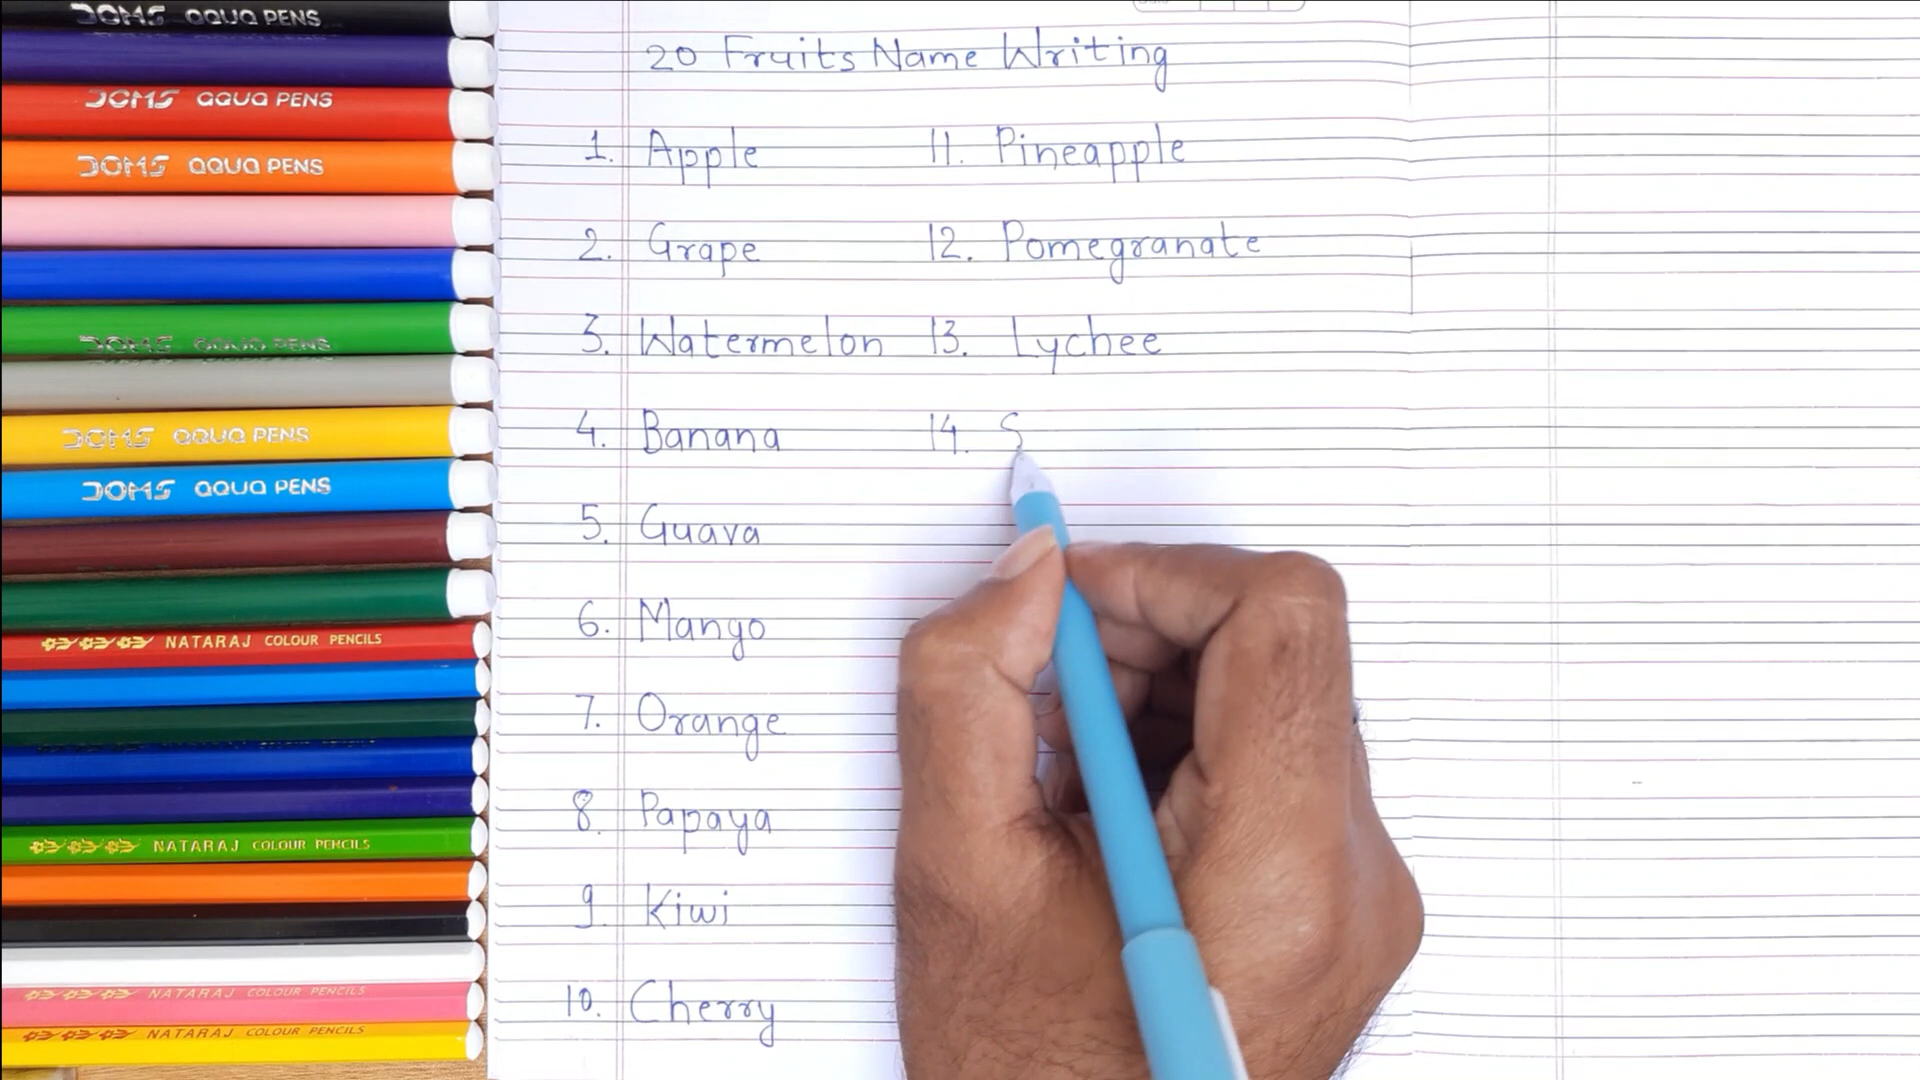 DOMS AQUA PENS
DOMS AQUA PENS
DOMS AQUA PENS
DOMS AQUA PENS
DOMS AQUA PENS
DOMS AQUA PENS
NATARAJ COLOUR PENCILS
NATARAJ COLOUR PENCILS
NATARAJ COLOUR PENCILS
NATARAJ COLOUR PENCILS
20 Fruits Name Writing
1. Apple
2. Grape
3. Watermelon
4. Banana
5. Guava
6. Mango
7. Orange
8. Papaya
9. Kiwi
10. Cherry
11. Pineapple
12. Pomegranate
13. Lychee
14. S